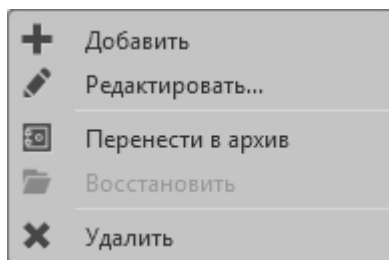 Добавить
Редактировать...
Перенести в архив
Восстановить
Удалить